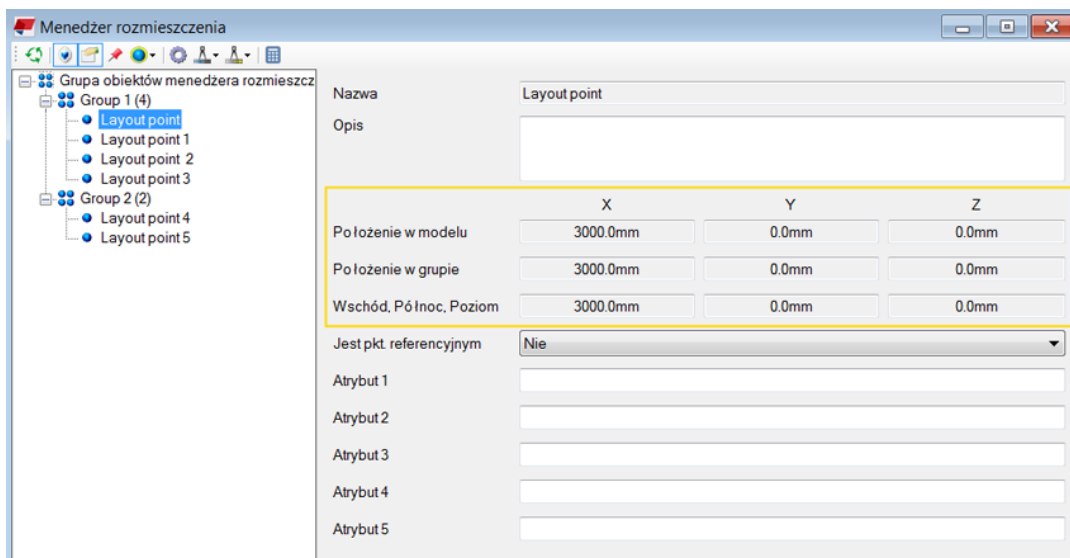 Menedżer rozmieszczenia
Grupa obiektów menedżera rozmieszcz
Group 1 (4)
Layout point
Layout point 1
Layout point 2
Layout point 3
Group 2 (2)
Layout point 4
Layout point 5
Nazwa Layout point
Opis
X Y Z
Położenie w modelu 3000.0mm 0.0mm 0.0mm
Położenie w grupie 3000.0mm 0.0mm 0.0mm
Wschód, Północ, Poziom 3000.0mm 0.0mm 0.0mm
Jest pkt. referencyjnym Nie
Atrybut 1
Atrybut 2
Atrybut 3
Atrybut 4
Atrybut 5